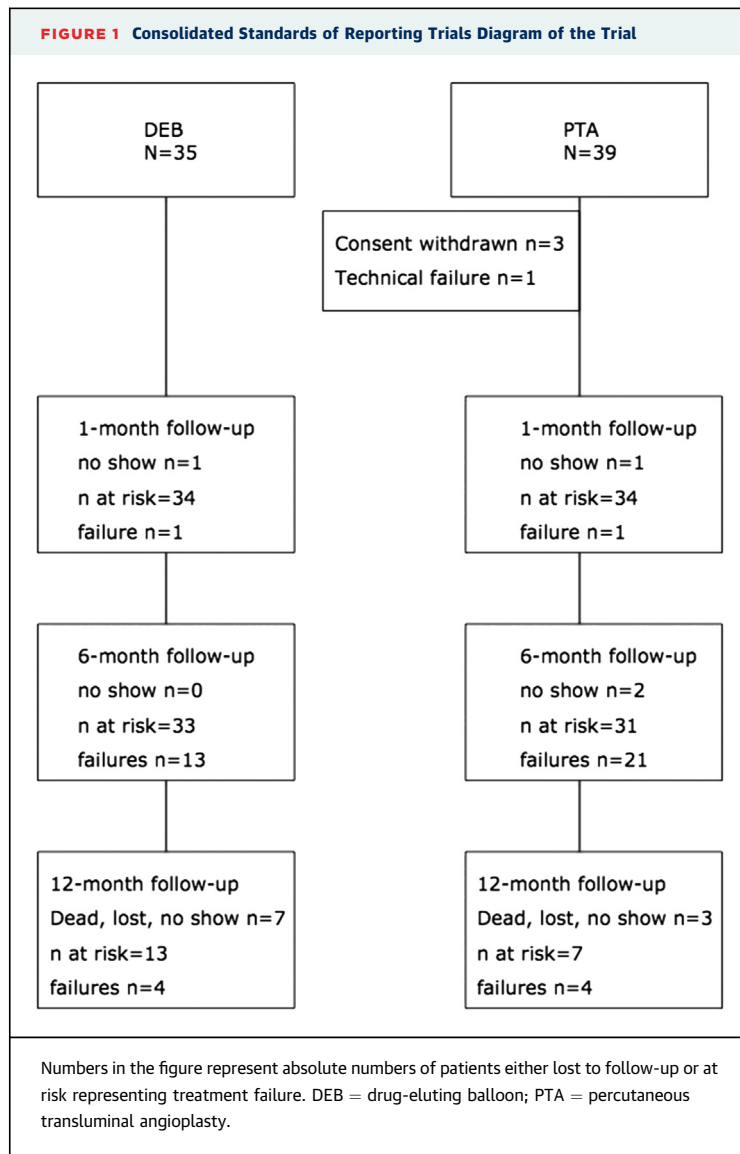 FIGURE 1 Consolidated Standards of Reporting Trials Diagram of the Trial
DEB
N=35
PTA
N=39
Consent withdrawn n=3
Technical failure n=1
1-month follow-up
no show n=1
n at risk=34
failure n=1
1-month follow-up
no show n=1
n at risk=34
failure n=1
6-month follow-up
no show n=0
n at risk=33
failures n=13
6-month follow-up
no show n=2
n at risk=31
failures n=21
12-month follow-up
Dead, lost, no show n=7
n at risk=13
failures n=4
12-month follow-up
Dead, lost, no show n=3
n at risk=7
failures n=4
Numbers in the figure represent absolute numbers of patients either lost to follow-up or at
risk representing treatment failure. DEB = drug-eluting balloon; PTA = percutaneous
transluminal angioplasty.